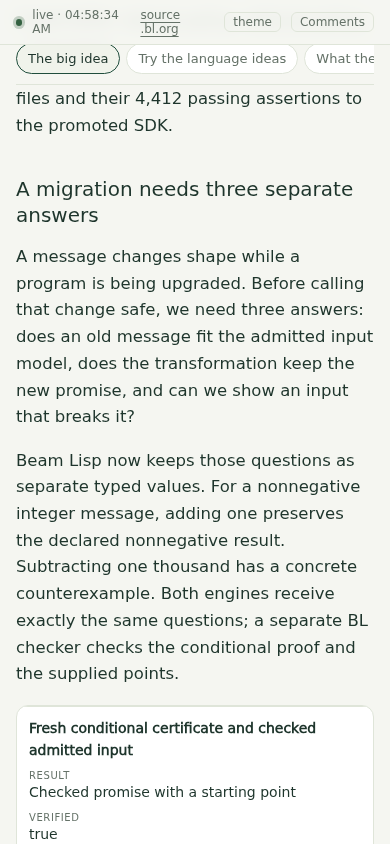 live · 04:58:34 AM
source .bl.org
theme
Comments
The big idea
Try the language ideas
What the
files and their 4,412 passing assertions to
the promoted SDK.
A migration needs three separate
answers
A message changes shape while a
program is being upgraded. Before calling
that change safe, we need three answers:
does an old message fit the admitted input
model, does the transformation keep the
new promise, and can we show an input
that breaks it?
Beam Lisp now keeps those questions as
separate typed values. For a nonnegative
integer message, adding one preserves
the declared nonnegative result.
Subtracting one thousand has a concrete
counterexample. Both engines receive
exactly the same questions; a separate BL
checker checks the conditional proof and
the supplied points.
Fresh conditional certificate and checked
admitted input
RESULT
Checked promise with a starting point
VERIFIED
true